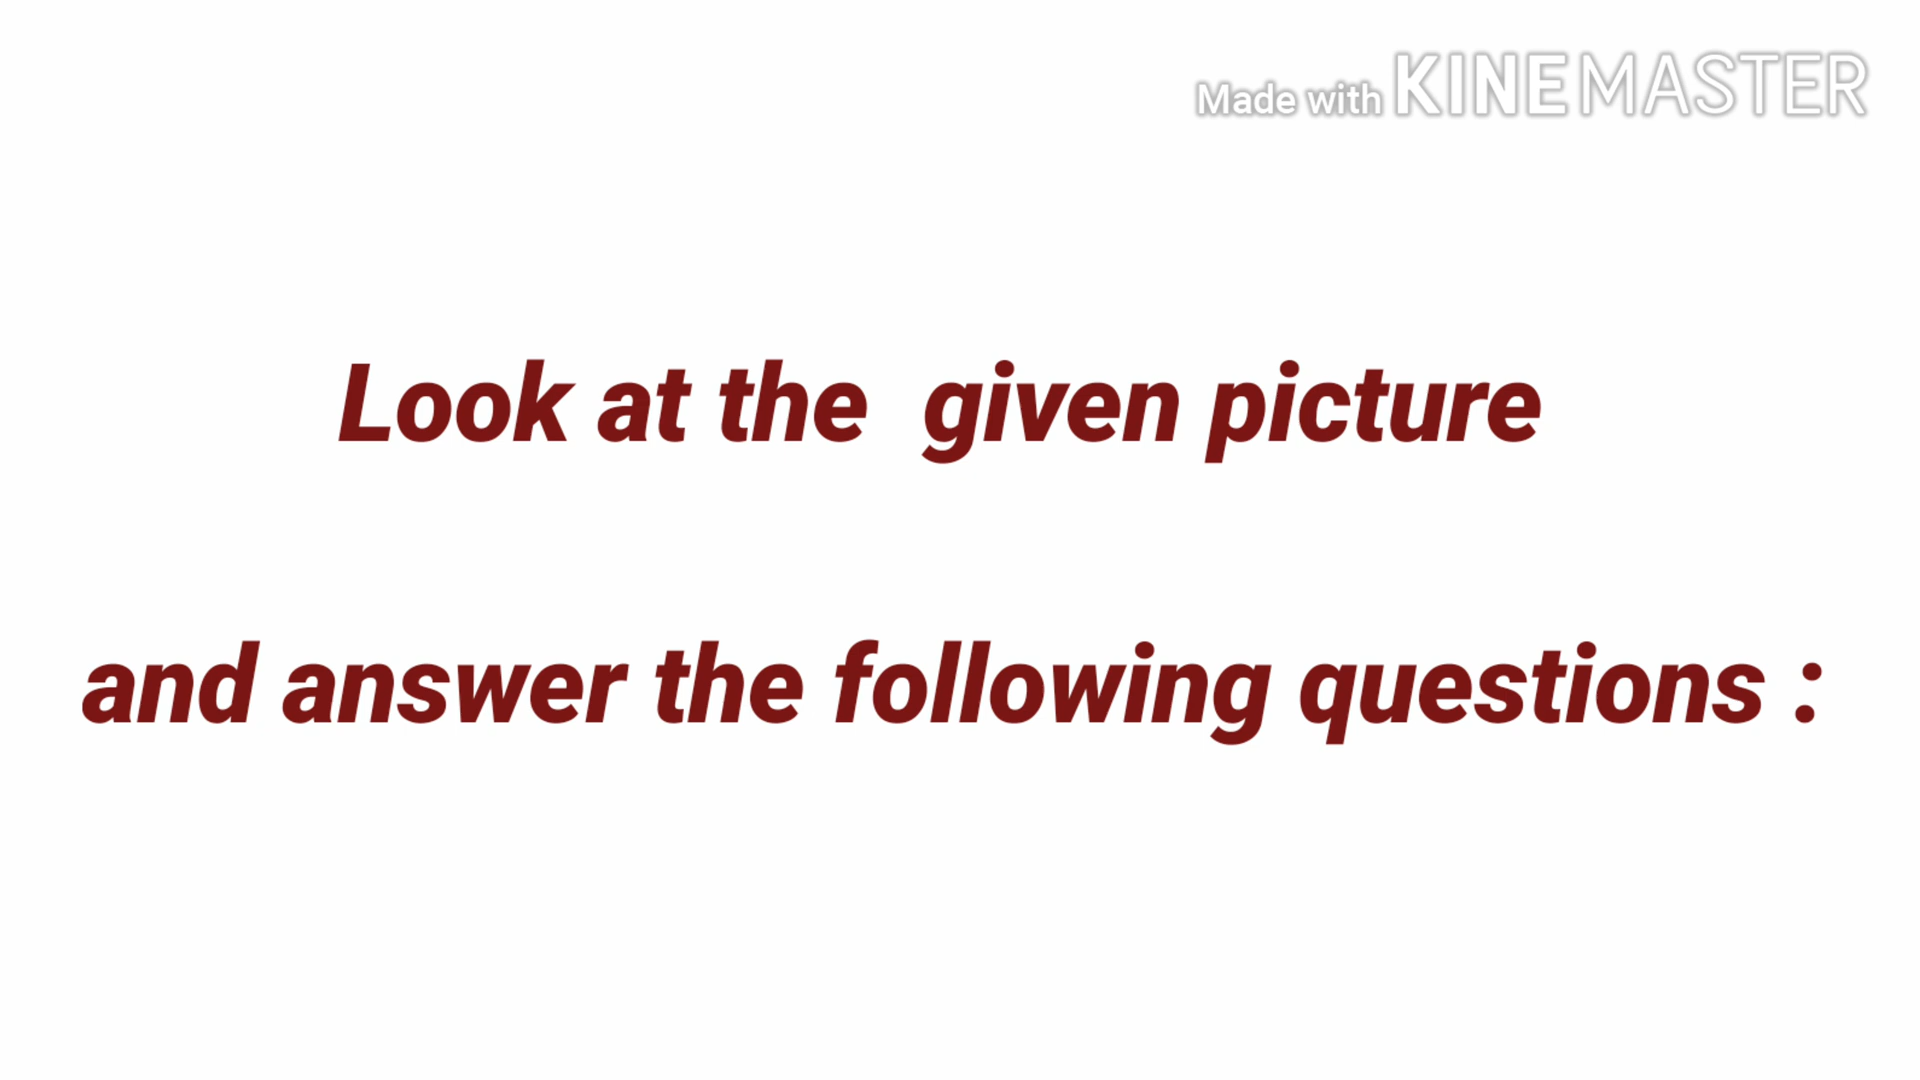 Made with KINEMASTER
Look at the given picture
and answer the following questions :